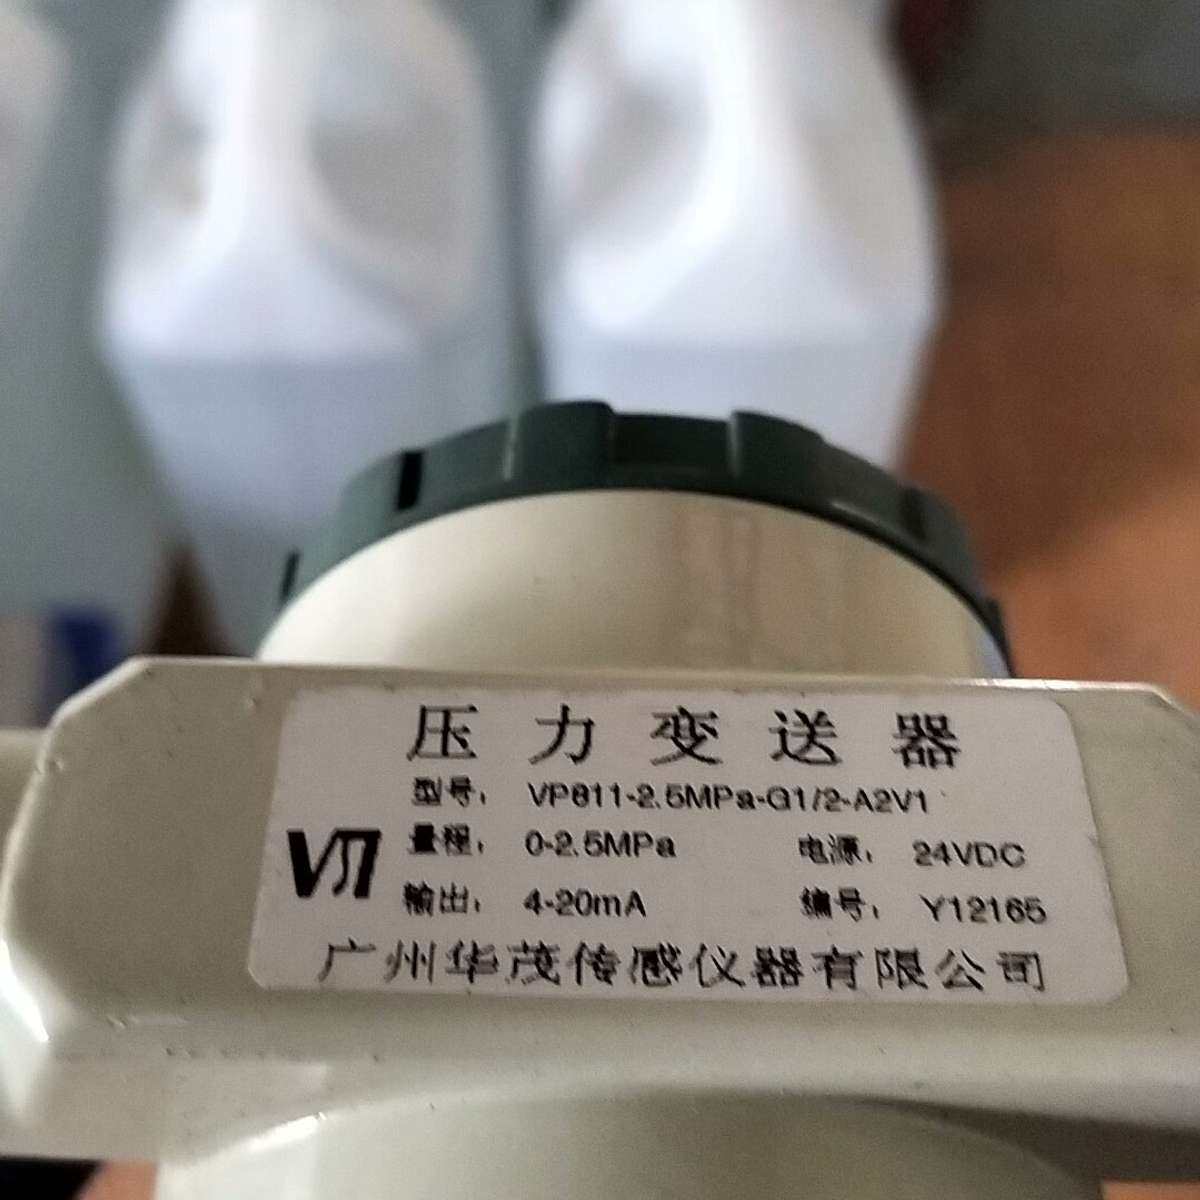 压力变送器
型号： VP811-2.5MPa-G1/2-A2V1
量程： 0-2.5MPa 电源： 24VDC
输出： 4-20mA 编号： Y12165
广州华茂传感仪器有限公司